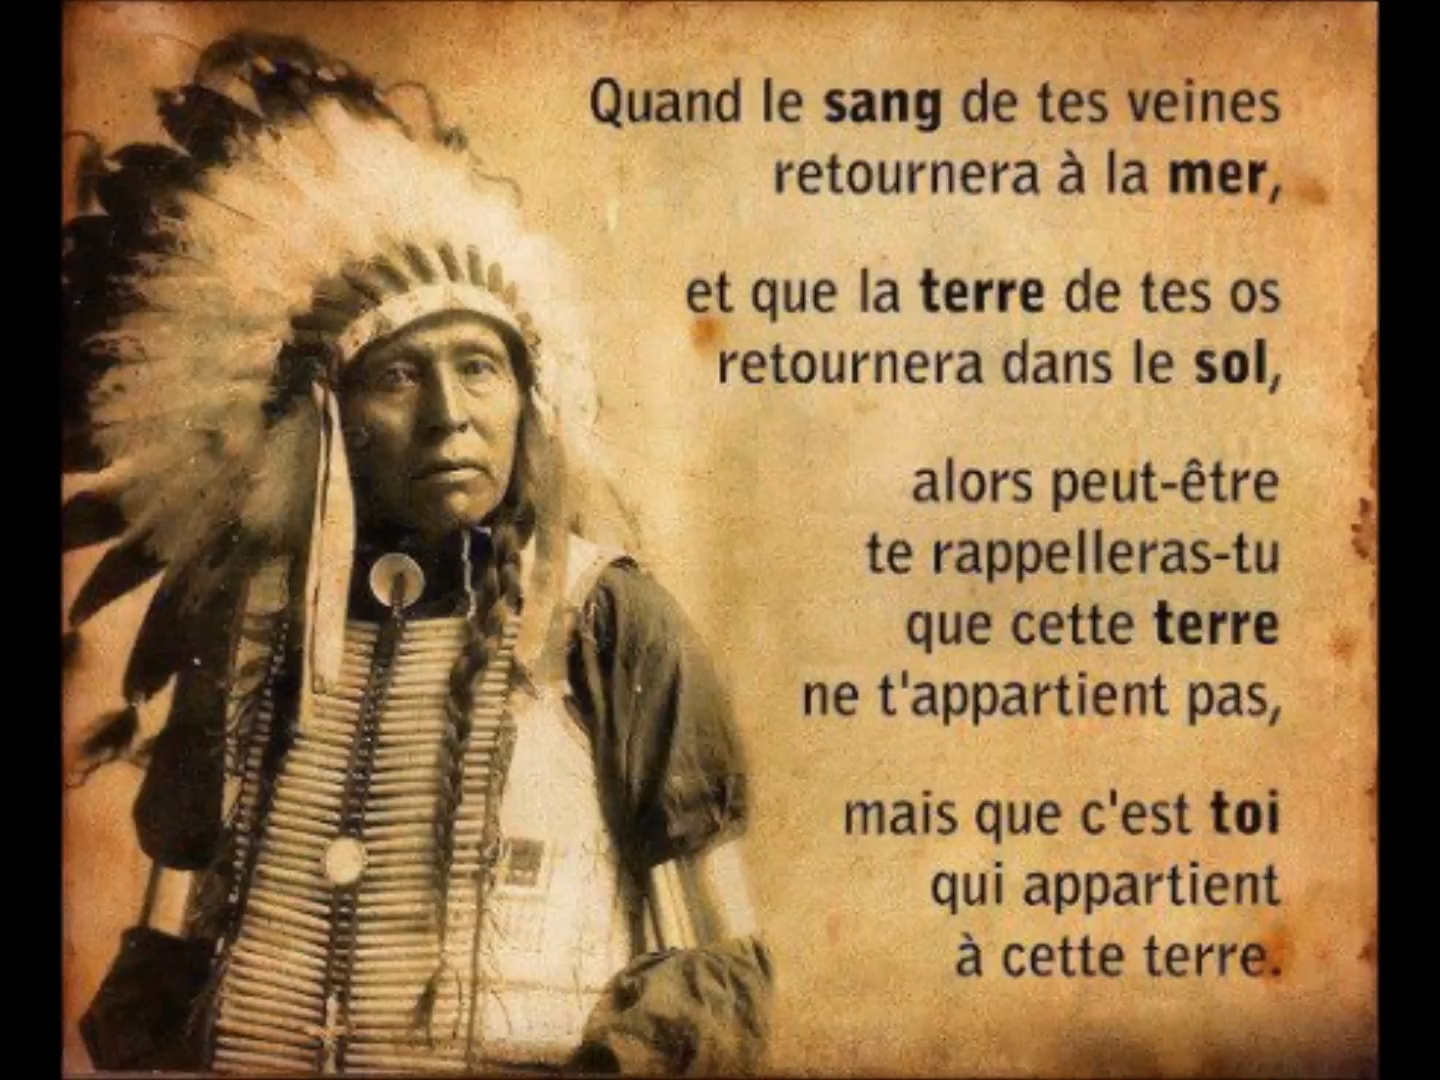 Quand le sang de tes veines
retournera à la mer,
et que la terre de tes os
retournera dans le sol,
alors peut-être
te rappelleras-tu
que cette terre
ne t'appartient pas,
mais que c'est toi
qui appartient
à cette terre.